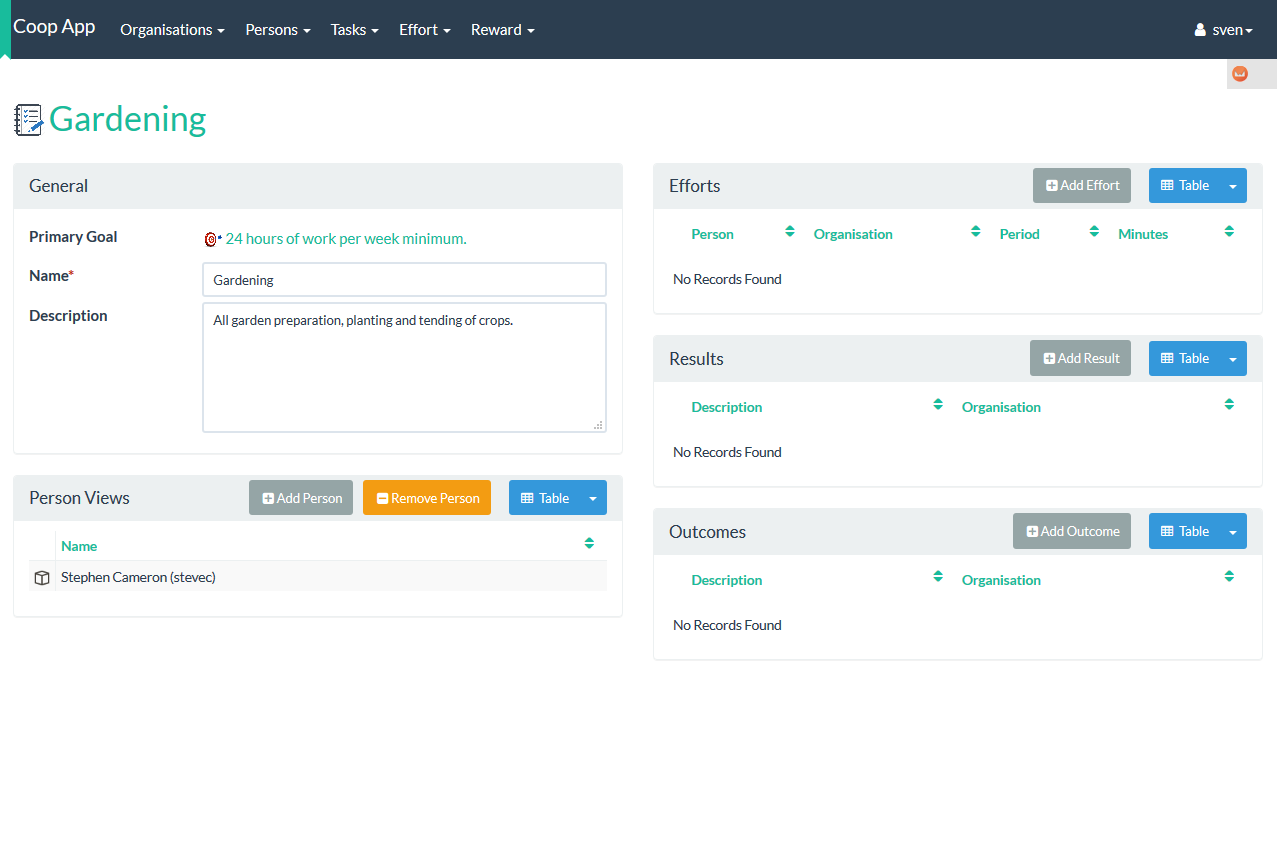 Coop App Organisations Persons Tasks Effort Reward sven
Gardening
General
Primary Goal 24 hours of work per week minimum.
Name* Gardening
Description All garden preparation, planting and tending of crops.
Person Views Add Person Remove Person Table
Name
Stephen Cameron (stevec)
Efforts Add Effort Table
Person Organisation Period Minutes
No Records Found
Results Add Result Table
Description Organisation
No Records Found
Outcomes Add Outcome Table
Description Organisation
No Records Found